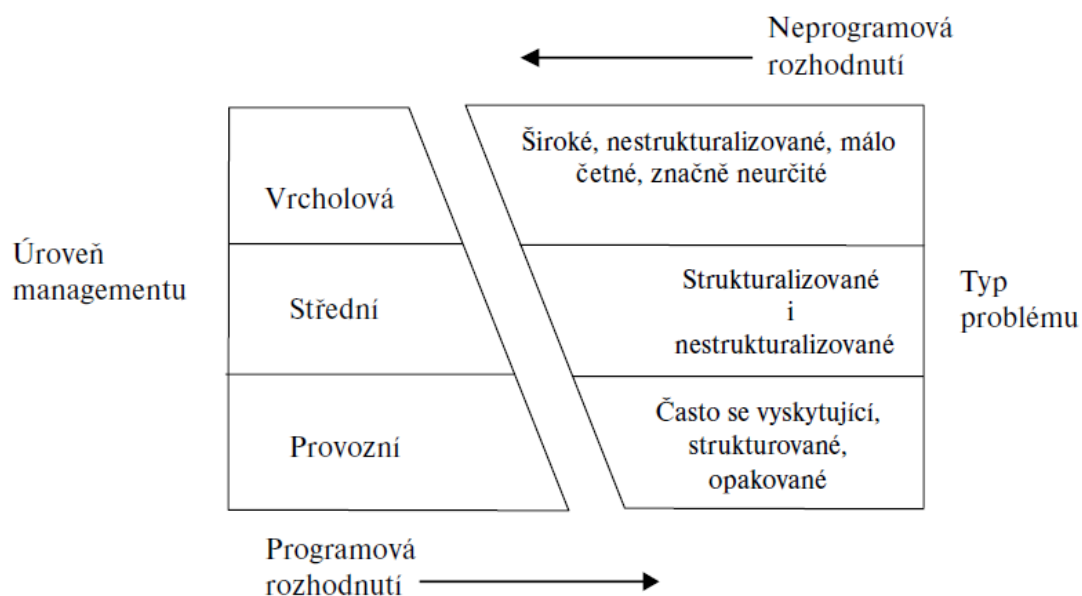 Neprogramová
rozhodnutí
Široké, nestrukturalizované, málo
četné, značně neurčité
Vrcholová
Úroveň
managementu
Střední
Strukturalizované
i
nestrukturalizované
Typ
problému
Provozní
Často se vyskytující,
strukturované,
opakované
Programová
rozhodnutí